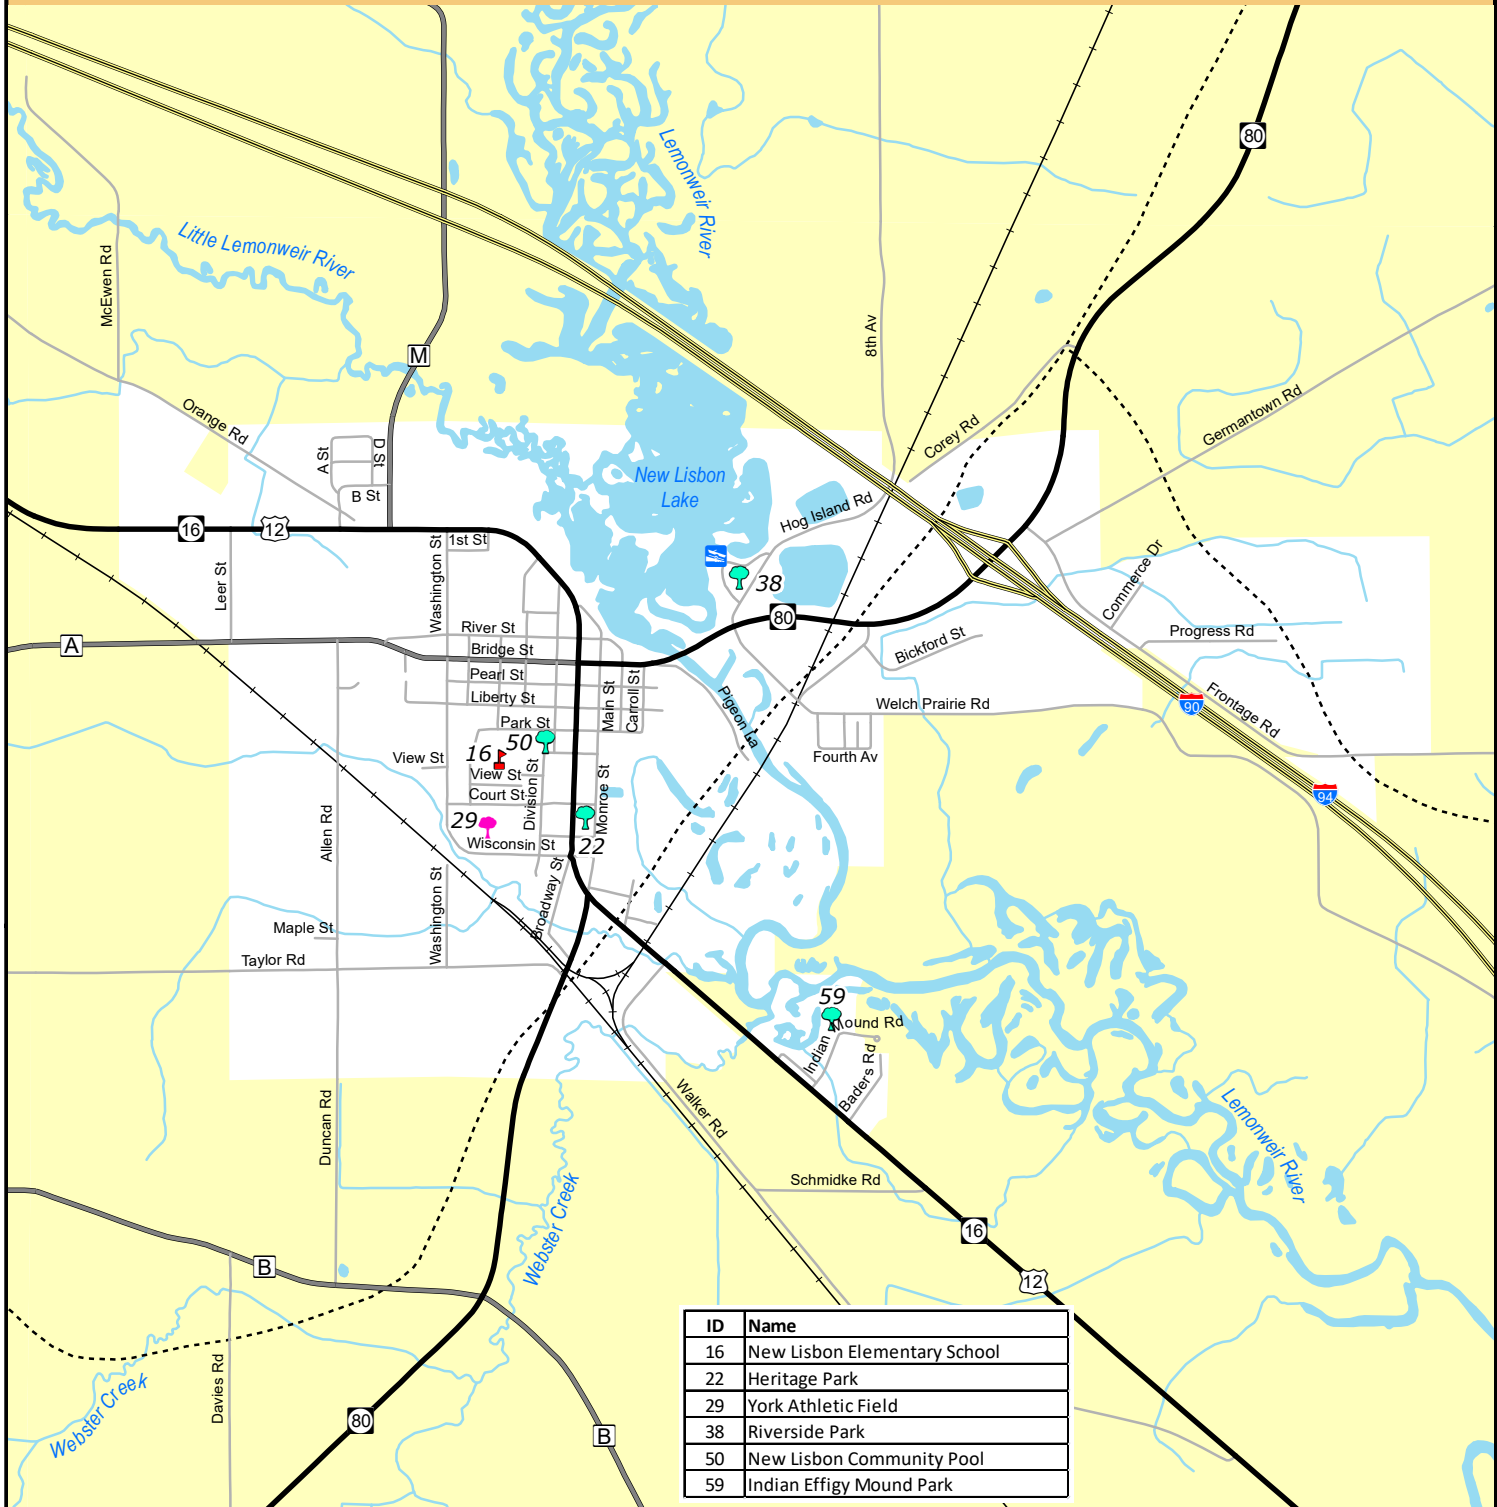 80
Lemonweir River
Little Lemonweir River
McEwen Rd
8th Av
M
Orange Rd
A St
D St
B St
Corey Rd
Germantown Rd
New Lisbon
Lake
Hog Island Rd
16
12
1st St
Washington St
Leer St
38
80
Commerce Dr
Progress Rd
Bickford St
A
River St
Bridge St
Pearl St
Liberty St
Park St
Main St
Carroll St
Pigeon La
Welch Prairie Rd
90
Frontage Rd
Fourth Av
View St
16
50
View St
Court St
Division St
Monroe St
94
29
Wisconsin St
22
Allen Rd
Washington St
Broadway St
Maple St
Taylor Rd
59
Indian Mound Rd
Baders Rd
Duncan Rd
Walker Rd
Lemonweir River
Schmidke Rd
Webster Creek
16
12
B
Davies Rd
Webster Creek
80
B
ID Name
16 New Lisbon Elementary School
22 Heritage Park
29 York Athletic Field
38 Riverside Park
50 New Lisbon Community Pool
59 Indian Effigy Mound Park